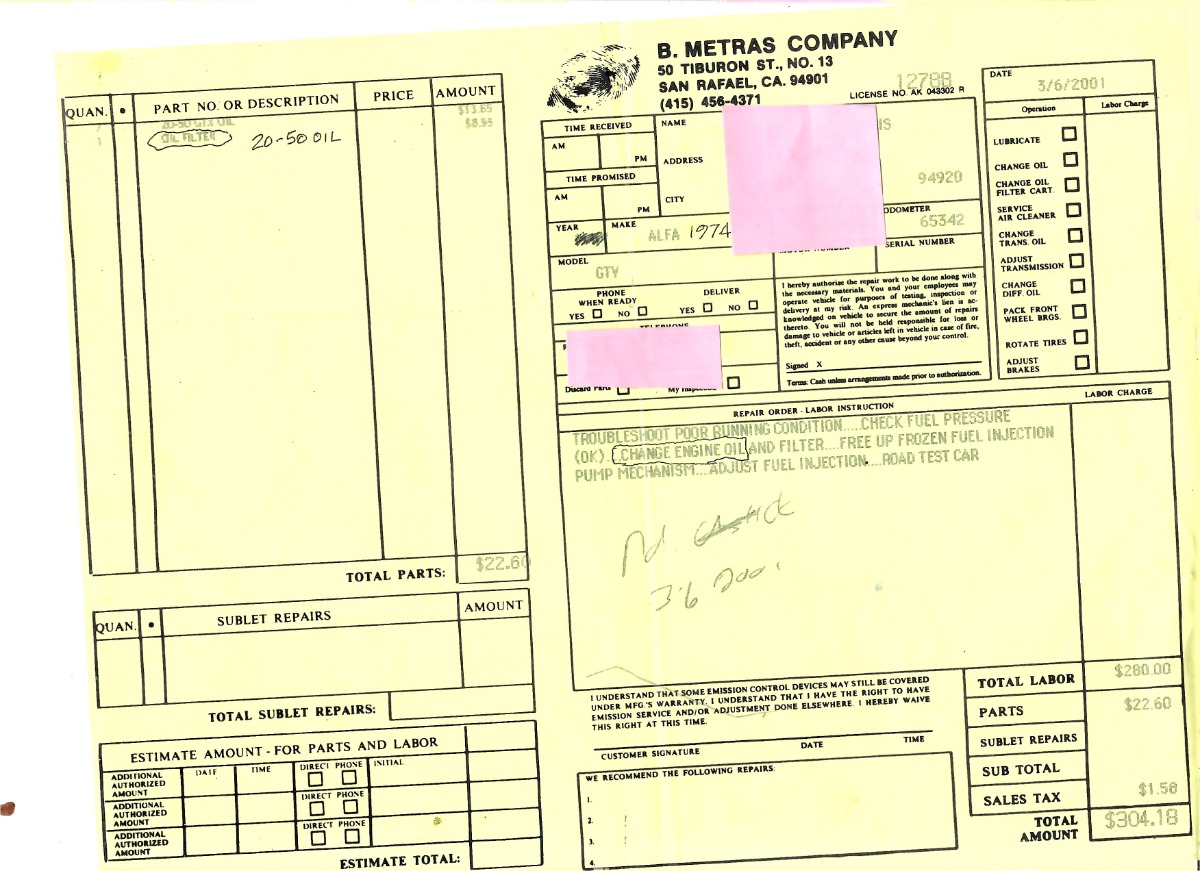 B. METRAS COMPANY
50 TIBURON ST., NO. 13
SAN RAFAEL, CA. 94901
(415) 456-4371
12788
LICENSE NO. AK 043302 R
DATE
3/6/2001
QUAN. • PART NO. OR DESCRIPTION PRICE AMOUNT
20-50 GTX OIL $13.65
1 OIL FILTER $8.95
20-50 OIL
TOTAL PARTS: $22.60
QUAN. • SUBLET REPAIRS AMOUNT
TOTAL SUBLET REPAIRS:
ESTIMATE AMOUNT - FOR PARTS AND LABOR
ADDITIONAL AUTHORIZED AMOUNT DATE TIME DIRECT PHONE INITIAL
ADDITIONAL AUTHORIZED AMOUNT DIRECT PHONE
ADDITIONAL AUTHORIZED AMOUNT DIRECT PHONE
ESTIMATE TOTAL:
TIME RECEIVED
AM
PM
TIME PROMISED
AM
PM
NAME
IS
ADDRESS
94920
CITY
YEAR
MAKE
ALFA 1974
ODOMETER
65342
MODEL
GTV
SERIAL NUMBER
PHONE WHEN READY
YES NO
DELIVER
YES NO
Discard Parts
I hereby authorize the repair work to be done along with
the necessary materials. You and your employees may
operate vehicle for purposes of testing, inspection or
delivery at my risk. An express mechanic's lien is ac-
knowledged on vehicle to secure the amount of repairs
thereto. You will not be held responsible for loss or
damage to vehicle or articles left in vehicle in case of fire,
theft, accident or any other cause beyond your control.
Signed X
Terms: Cash unless arrangements made prior to authorization.
Operation Labor Charge
LUBRICATE
CHANGE OIL
CHANGE OIL
FILTER CART.
SERVICE
AIR CLEANER
CHANGE
TRANS. OIL
ADJUST
TRANSMISSION
CHANGE
DIFF. OIL
PACK FRONT
WHEEL BRGS.
ROTATE TIRES
ADJUST
BRAKES
REPAIR ORDER - LABOR INSTRUCTION
LABOR CHARGE
TROUBLESHOOT POOR RUNNING CONDITION....CHECK FUEL PRESSURE
(OK)...CHANGE ENGINE OIL AND FILTER...FREE UP FROZEN FUEL INJECTION
PUMP MECHANISM...ADJUST FUEL INJECTION...ROAD TEST CAR
Pd.
3.6 2001
I UNDERSTAND THAT SOME EMISSION CONTROL DEVICES MAY STILL BE COVERED
UNDER MFG.'S WARRANTY. I UNDERSTAND THAT I HAVE THE RIGHT TO HAVE
EMISSION SERVICE AND/OR ADJUSTMENT DONE ELSEWHERE. I HEREBY WAIVE
THIS RIGHT AT THIS TIME.
CUSTOMER SIGNATURE DATE TIME
WE RECOMMEND THE FOLLOWING REPAIRS:
1.
2.
3.
4.
TOTAL LABOR $280.00
PARTS $22.60
SUBLET REPAIRS
SUB TOTAL
SALES TAX $1.58
TOTAL AMOUNT $304.18